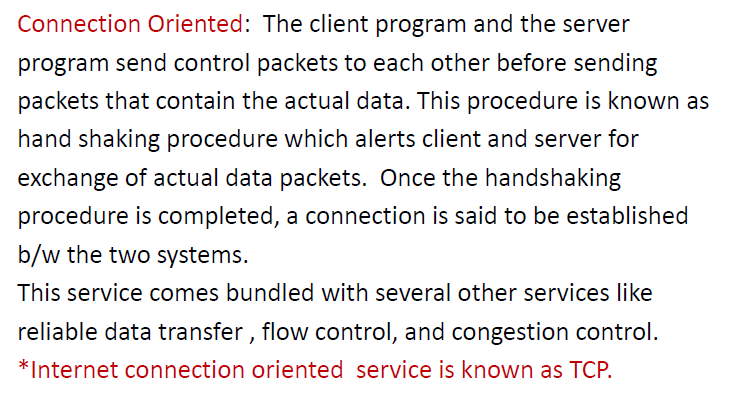 Connection Oriented:  The client program and the server
program send control packets to each other before sending
packets that contain the actual data. This procedure is known as
hand shaking procedure which alerts client and server for
exchange of actual data packets.  Once the handshaking
procedure is completed, a connection is said to be established
b/w the two systems.
This service comes bundled with several other services like
reliable data transfer , flow control, and congestion control.
*Internet connection oriented  service is known as TCP.